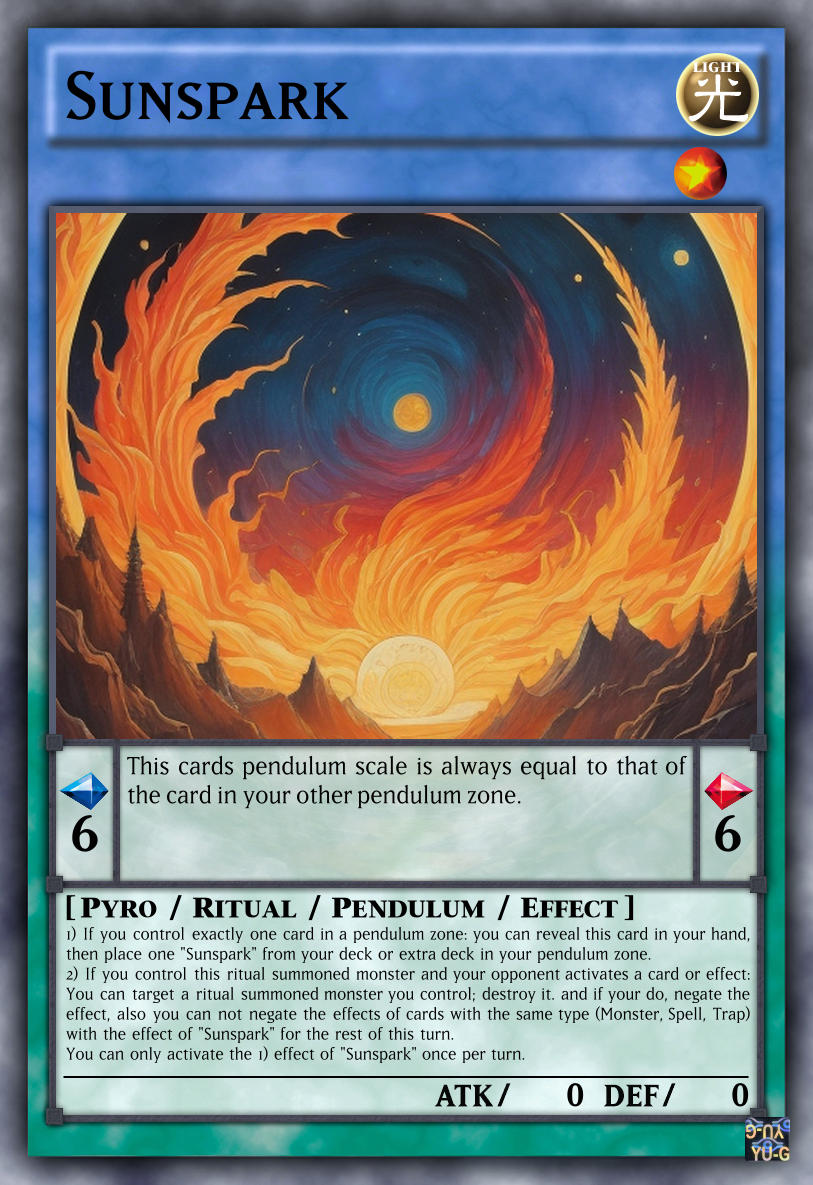 Sunspark
LIGHT
光
This cards pendulum scale is always equal to that of
the card in your other pendulum zone.
6
6
[ Pyro / Ritual / Pendulum / Effect ]
1) If you control exactly one card in a pendulum zone: you can reveal this card in your hand,
then place one "Sunspark" from your deck or extra deck in your pendulum zone.
2) If you control this ritual summoned monster and your opponent activates a card or effect:
You can target a ritual summoned monster you control; destroy it. and if your do, negate the
effect, also you can not negate the effects of cards with the same type (Monster, Spell, Trap)
with the effect of "Sunspark" for the rest of this turn.
You can only activate the 1) effect of "Sunspark" once per turn.
ATK/ 0 DEF/ 0
YU-G
YU-G